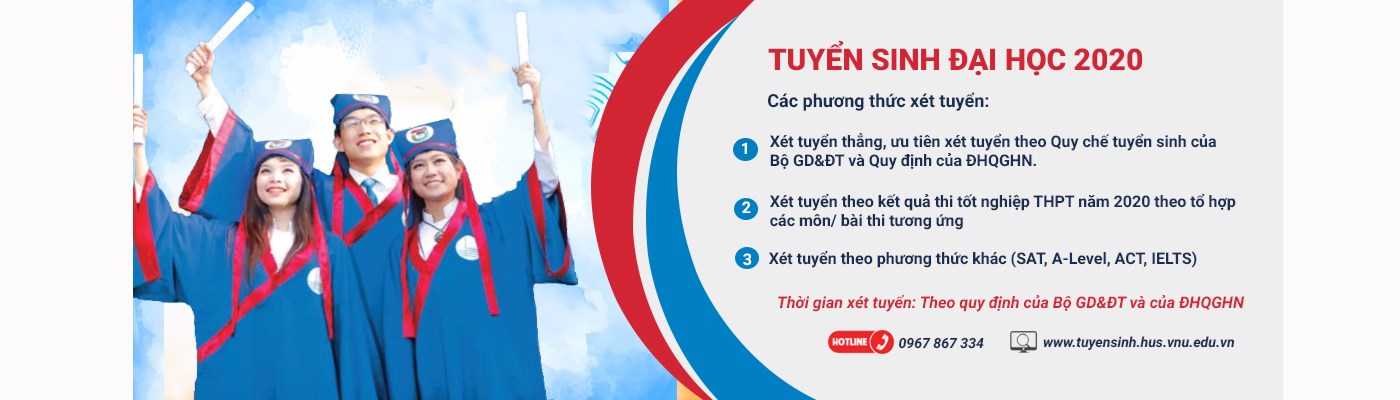 TUYỂN SINH ĐẠI HỌC 2020
Các phương thức xét tuyển:
1 Xét tuyển thẳng, ưu tiên xét tuyển theo Quy chế tuyển sinh của
Bộ GD&ĐT và Quy định của ĐHQGHN.
2 Xét tuyển theo kết quả thi tốt nghiệp THPT năm 2020 theo tổ hợp
các môn/ bài thi tương ứng
3 Xét tuyển theo phương thức khác (SAT, A-Level, ACT, IELTS)
Thời gian xét tuyển: Theo quy định của Bộ GD&ĐT và của ĐHQGHN
HOTLINE 0967 867 334 www.tuyensinh.hus.vnu.edu.vn